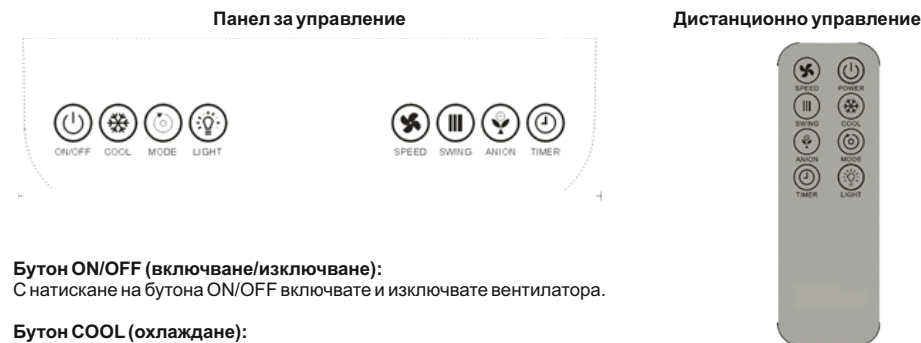 Панел за управление
Дистанционно управление
ON/OFF COOL MODE LIGHT
SPEED SWING ANION TIMER
SPEED POWER
SWING COOL
ANION MODE
TIMER LIGHT
Бутон ON/OFF (включване/изключване):
С натискане на бутона ON/OFF включвате и изключвате вентилатора.
Бутон COOL (охлаждане):